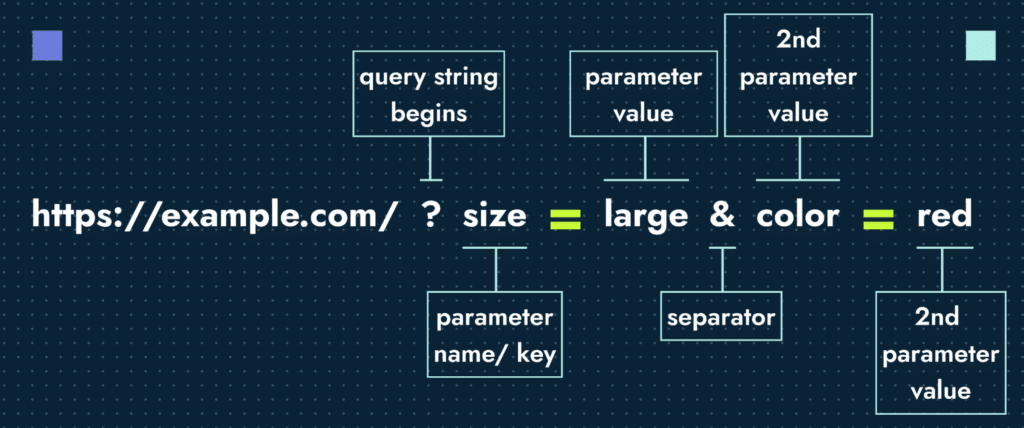 query string
begins
parameter
value
2nd
parameter
value
https://example.com/ ? size = large & color = red
parameter
name/ key
separator
2nd
parameter
value